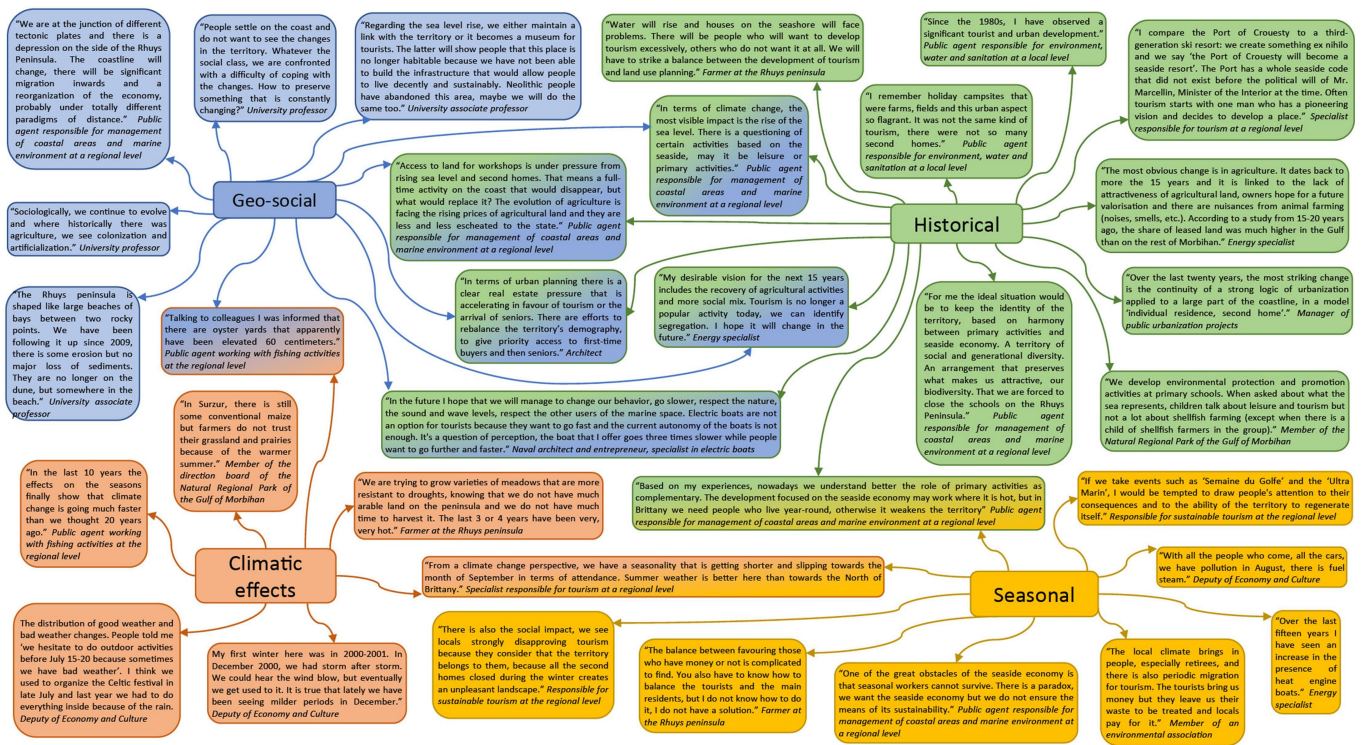 "We are at the junction of different
tectonic plates and there is a
depression on the side of the Rhuys
Peninsula. The coastline will
change, there will be significant
migration inwards and a
reorganization of the economy,
probably under totally different
paradigms of distance." Public
agent responsible for management
of coastal areas and marine
environment at a regional level
"People settle on the coast and
do not want to see the changes
in the territory. Whatever the
social class, we are confronted
with a difficulty of coping with
the changes. How to preserve
something that is constantly
changing?" University professor
"Regarding the sea level rise, we either maintain a
link with the territory or it becomes a museum for
tourists. The latter will show people that this place is
no longer habitable because we have not been able
to build the infrastructure that would allow people
to live decently and sustainably. Neolithic people
have abandoned this area, maybe we will do the
same too." University associate professor
"Water will rise and houses on the seashore will face
problems. There will be people who will want to develop
tourism excessively, others who do not want it at all. We will
have to strike a balance between the development of tourism
and land use planning." Farmer at the Rhuys peninsula
"Since the 1980s, I have observed a
significant tourist and urban development."
Public agent responsible for environment,
water and sanitation at a local level
"I compare the Port of Crouesty to a third-
generation ski resort: we create something ex nihilo
and we say 'the Port of Crouesty will become a
seaside resort'. The Port has a whole seaside code
that did not exist before the political will of Mr.
Marcellin, Minister of the Interior at the time. Often
tourism starts with one man who has a pioneering
vision and decides to develop a place." Specialist
responsible for tourism at a regional level
"I remember holiday campsites that
were farms, fields and this urban aspect
so flagrant. It was not the same kind of
tourism, there were not so many
second homes." Public agent
responsible for environment, water and
sanitation at a local level
"In terms of climate change, the
most visible impact is the rise of the
sea level. There is a questioning of
certain activities based on the
seaside, may it be leisure or
primary activities." Public agent
responsible for management of
coastal areas and marine
environment at a regional level
"Access to land for workshops is under pressure from
rising sea level and second homes. That means a full-
time activity on the coast that would disappear, but
what would replace it? The evolution of agriculture is
facing the rising prices of agricultural land and they are
less and less escheated to the state." Public agent
responsible for management of coastal areas and
marine environment at a regional level
Geo-social
Historical
"The most obvious change is in agriculture. It dates back to
more the 15 years and it is linked to the lack of
attractiveness of agricultural land, owners hope for a future
valorisation and there are nuisances from animal farming
(noises, smells, etc.). According to a study from 15-20 years
ago, the share of leased land was much higher in the Gulf
than on the rest of Morbihan." Energy specialist
"Sociologically, we continue to evolve
and where historically there was
agriculture, we see colonization and
artificialization." University professor
"The Rhuys peninsula is
shaped like large beaches of
bays between two rocky
points. We have been
following it up since 2009,
there is some erosion but no
major loss of sediments.
They are no longer on the
dune, but somewhere in the
beach." University associate
professor
"Talking to colleagues I was informed that
there are oyster yards that apparently
have been elevated 60 centimeters."
Public agent working with fishing activities
at the regional level
"In terms of urban planning there is a
clear real estate pressure that is
accelerating in favour of tourism or the
arrival of seniors. There are efforts to
rebalance the territory's demography,
to give priority access to first-time
buyers and then seniors." Architect
"My desirable vision for the next 15 years
includes the recovery of agricultural activities
and more social mix. Tourism is no longer a
popular activity today, we can identify
segregation. I hope it will change in the
future." Energy specialist
"For me the ideal situation would
be to keep the identity of the
territory, based on harmony
between primary activities and
seaside economy. A territory
of social and generational diversity.
An arrangement that preserves
what makes us attractive, our
biodiversity. That we are forced to
close the schools on the Rhuys
Peninsula." Public agent
responsible for management of
coastal areas and marine
environment at a regional level
"Over the last twenty years, the most striking change
is the continuity of a strong logic of urbanization
applied to a large part of the coastline, in a model
'individual residence, second home'." Manager of
public urbanization projects
"We develop environmental protection and promotion
activities at primary schools. When asked about what the
sea represents, children talk about leisure and tourism but
not a lot about shellfish farming (except when there is a
child of shellfish farmers in the group)." Member of the
Natural Regional Park of the Gulf of Morbihan
"In the future I hope that we will manage to change our behavior, go slower, respect the nature,
the sound and wave levels, respect the other users of the marine space. Electric boats are not
an option for tourists because they want to go fast and the current autonomy of the boats is
not enough. It's a question of perception, the boat that I offer goes three times slower while people
want to go further and faster." Naval architect and entrepreneur, specialist in electric boats
"In Surzur, there is still
some conventional maize
but farmers do not trust
their grassland and prairies
because of the warmer
summer." Member of the
direction board of the
Natural Regional Park of
the Gulf of Morbihan
"In the last 10 years the
effects on the seasons
finally show that climate
change is going much faster
than we thought 20 years
ago." Public agent working
with fishing activities at the
regional level
"We are trying to grow varieties of meadows that are more
resistant to droughts, knowing that we do not have much
arable land on the peninsula and we do not have much
time to harvest it. The last 3 or 4 years have been very,
very hot." Farmer at the Rhuys peninsula
"Based on my experiences, nowadays we understand better the role of primary activities as
complementary. The development focused on the seaside economy may work where it is hot, but in
Brittany we need people who live year-round, otherwise it weakens the territory" Public agent
responsible for management of coastal areas and marine environment at a regional level
"If we take events such as 'Semaine du Golfe' and the 'Ultra
Marin', I would be tempted to draw people's attention to their
consequences and to the ability of the territory to regenerate
itself." Responsible for sustainable tourism at the regional level
"With all the people who come, all the cars,
we have pollution in August, there is fuel
steam." Deputy of Economy and Culture
Climatic
effects
"From a climate change perspective, we have a seasonality that is getting shorter and slipping towards the
month of September in terms of attendance. Summer weather is better here than towards the North of
Brittany." Specialist responsible for tourism at a regional level
Seasonal
The distribution of good weather and
bad weather changes. People told me
'we hesitate to do outdoor activities
before July 15-20 because sometimes
we have bad weather'. I think we
used to organize the Celtic festival in
late July and last year we had to do
everything inside because of the rain.
Deputy of Economy and Culture
My first winter here was in 2000-2001. In
December 2000, we had storm after storm.
We could hear the wind blow, but eventually
we get used to it. It is true that lately we have
been seeing milder periods in December."
Deputy of Economy and Culture
"There is also the social impact, we see
locals strongly disapproving tourism
because they consider that the territory
belongs to them, because all the second
homes closed during the winter creates
an unpleasant landscape." Responsible for
sustainable tourism at the regional level
"The balance between favouring those
who have money or not is complicated
to find. You also have to know how to
balance the tourists and the main
residents, but I do not know how to do
it, I do not have a solution." Farmer at
the Rhuys peninsula
"One of the great obstacles of the seaside economy is
that seasonal workers cannot survive. There is a paradox,
we want the seaside economy but we do not ensure the
means of its sustainability." Public agent responsible for
management of coastal areas and marine environment at
a regional level
"The local climate brings in
people, especially retirees, and
there is also periodic migration
for tourism. The tourists bring us
money but they leave us their
waste to be treated and locals
pay for it." Member of an
environmental association
"Over the last
fifteen years I
have seen an
increase in the
presence of
heat engine
boats." Energy
specialist